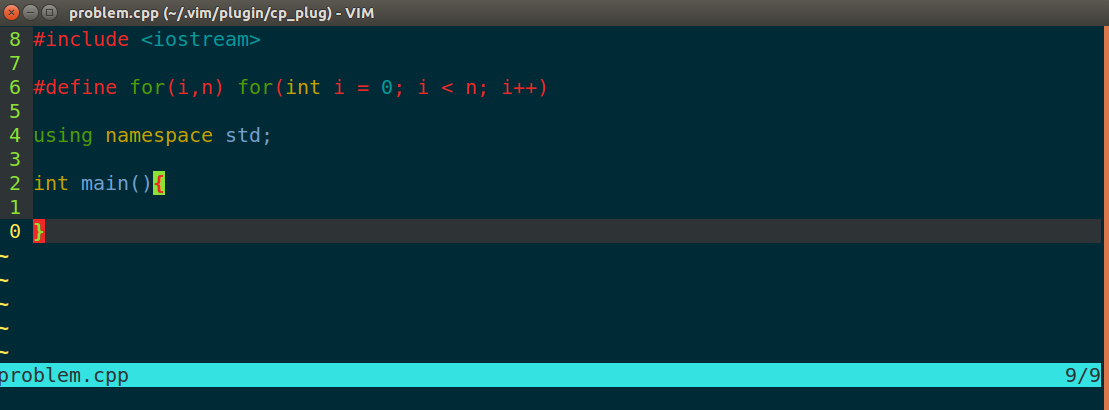 problem.cpp (~/.vim/plugin/cp_plug) - VIM
8 #include <iostream>
7
6 #define for(i,n) for(int i = 0; i < n; i++)
5
4 using namespace std;
3
2 int main(){
1
0 }
~
~
~
~
~
problem.cpp 9/9